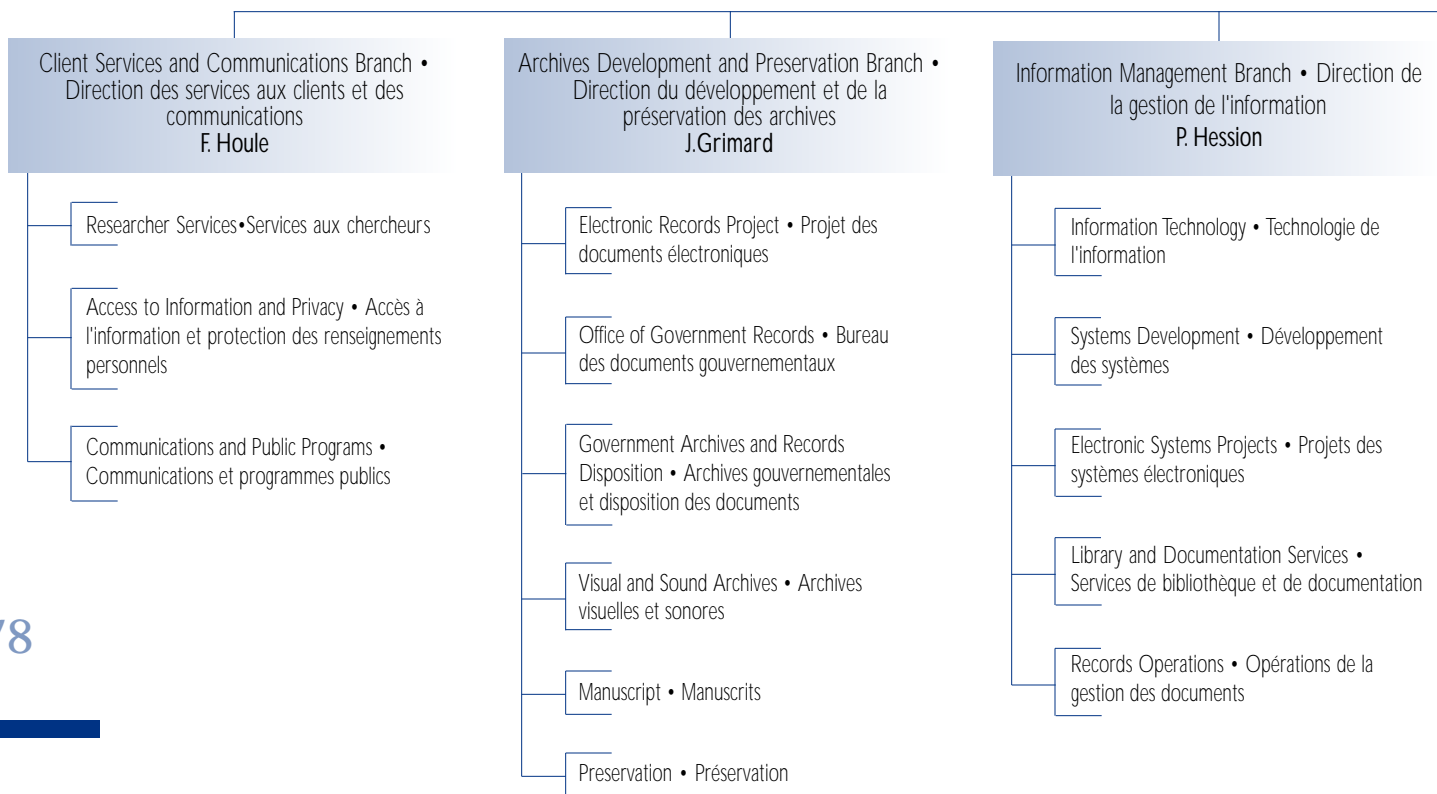 Client Services and Communications Branch •
Direction des services aux clients et des
communications
F. Houle
Researcher Services•Services aux chercheurs
Access to Information and Privacy • Accès à
l'information et protection des renseignements
personnels
Communications and Public Programs •
Communications et programmes publics
Archives Development and Preservation Branch •
Direction du développement et de la
préservation des archives
J.Grimard
Electronic Records Project • Projet des
documents électroniques
Office of Government Records • Bureau
des documents gouvernementaux
Government Archives and Records
Disposition • Archives gouvernementales
et disposition des documents
Visual and Sound Archives • Archives
visuelles et sonores
Manuscript • Manuscrits
Preservation • Préservation
Information Management Branch • Direction de
la gestion de l'information
P. Hession
Information Technology • Technologie de
l'information
Systems Development • Développement
des systèmes
Electronic Systems Projects • Projets des
systèmes électroniques
Library and Documentation Services •
Services de bibliothèque et de documentation
Records Operations • Opérations de la
gestion des documents
78